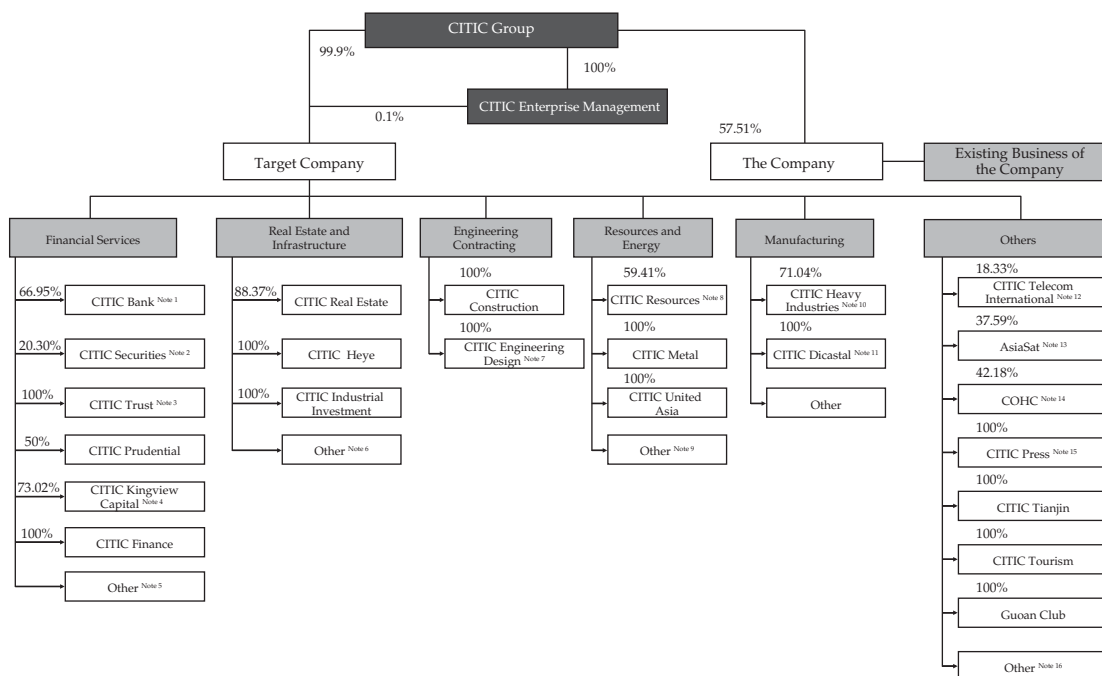 CITIC Group
99.9%
100%
CITIC Enterprise Management
0.1%
57.51%
Target Company
The Company
Existing Business of
the Company
Financial Services
66.95%
CITIC Bank Note 1
20.30%
CITIC Securities Note 2
100%
CITIC Trust Note 3
50%
CITIC Prudential
73.02%
CITIC Kingview
Capital Note 4
100%
CITIC Finance
Other Note 5
Real Estate and
Infrastructure
88.37%
CITIC Real Estate
100%
CITIC Heye
100%
CITIC Industrial
Investment
Other Note 6
Engineering
Contracting
100%
CITIC
Construction
100%
CITIC Engineering
Design Note 7
Resources and
Energy
59.41%
CITIC Resources Note 8
100%
CITIC Metal
100%
CITIC United
Asia
Other Note 9
Manufacturing
71.04%
CITIC Heavy
Industries Note 10
100%
CITIC Dicastal Note 11
Other
Others
18.33%
CITIC Telecom
International Note 12
37.59%
AsiaSat Note 13
42.18%
COHC Note 14
100%
CITIC Press Note 15
100%
CITIC Tianjin
100%
CITIC Tourism
100%
Guoan Club
Other Note 16